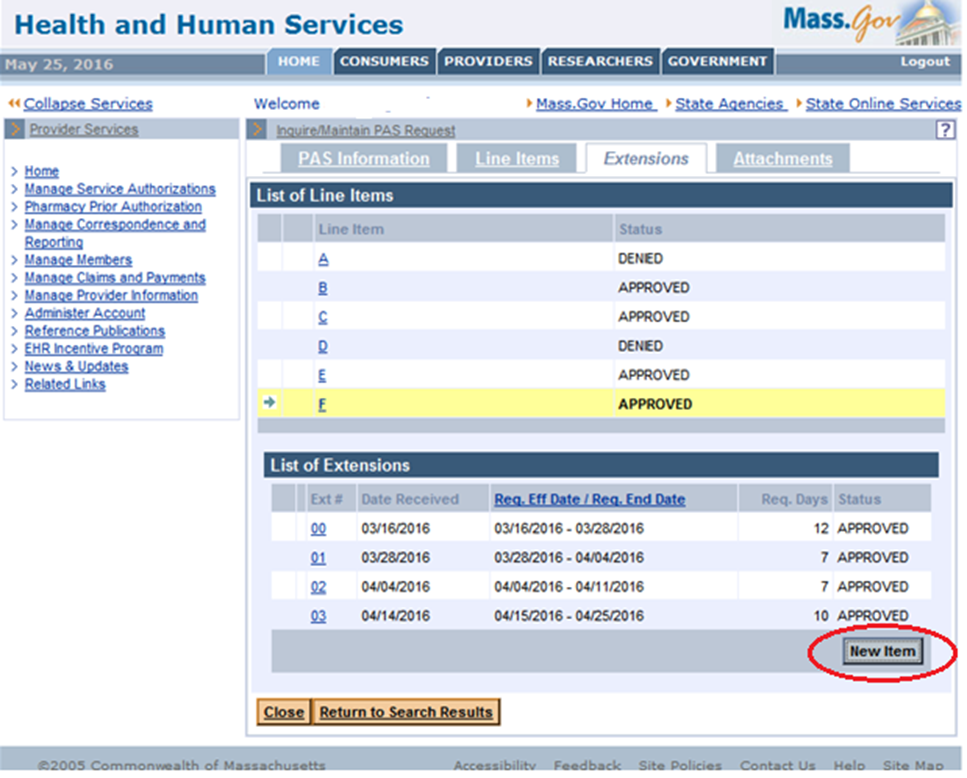 Health and Human Services
Mass.Gov
May 25, 2016 HOME CONSUMERS PROVIDERS RESEARCHERS GOVERNMENT Logout
Collapse Services Welcome Mass.Gov Home State Agencies State Online Services
Provider Services
Inquire/Maintain PAS Request ?
PAS Information Line Items Extensions Attachments
> Home
> Manage Service Authorizations
> Pharmacy Prior Authorization
> Manage Correspondence and
Reporting
> Manage Members
> Manage Claims and Payments
> Manage Provider Information
> Administer Account
> Reference Publications
> EHR Incentive Program
> News & Updates
> Related Links
List of Line Items
Line Item Status
A DENIED
B APPROVED
C APPROVED
D DENIED
E APPROVED
F APPROVED
List of Extensions
Ext # Date Received Req. Eff Date / Req. End Date Req. Days Status
00 03/16/2016 03/16/2016 - 03/28/2016 12 APPROVED
01 03/28/2016 03/28/2016 - 04/04/2016 7 APPROVED
02 04/04/2016 04/04/2016 - 04/11/2016 7 APPROVED
03 04/14/2016 04/15/2016 - 04/25/2016 10 APPROVED
New Item
Close Return to Search Results
©2005 Commonwealth of Massachusetts Accessibility Feedback Site Policies Contact Us Help Site Map